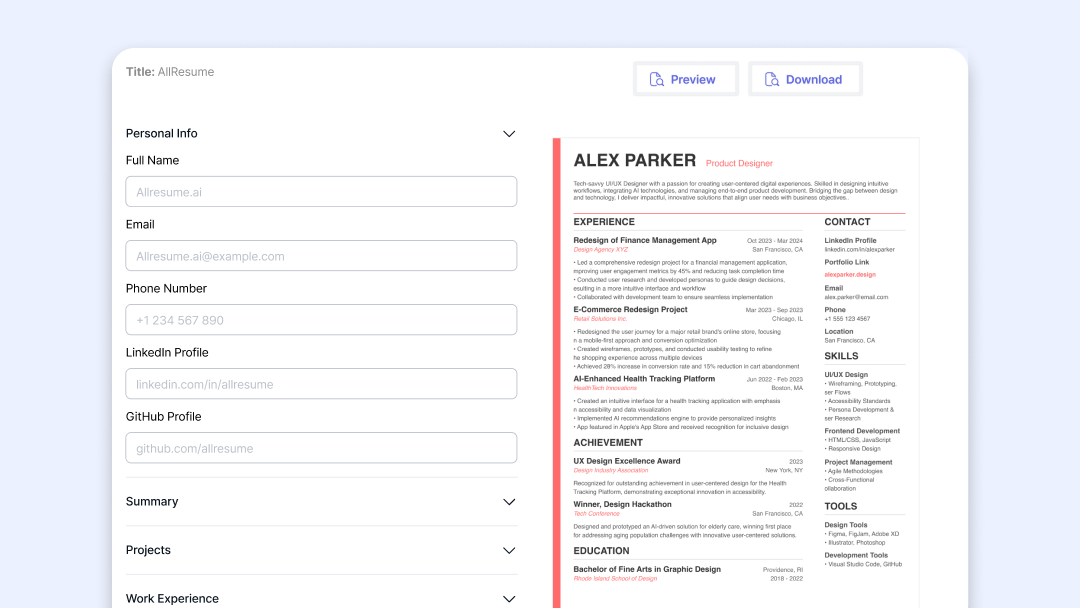 Title: AllResume
Preview
Download
Personal Info
Full Name
Allresume.ai
Email
Allresume.ai@example.com
Phone Number
+1 234 567 890
LinkedIn Profile
linkedin.com/in/allresume
GitHub Profile
github.com/allresume
Summary
Projects
Work Experience
ALEX PARKER Product Designer
Tech-savvy UI/UX Designer with a passion for creating user-centered digital experiences. Skilled in designing intuitive
workflows, integrating AI technologies, and managing end-to-end product development. Bridging the gap between design
and technology, I deliver impactful, innovative solutions that align user needs with business objectives..
EXPERIENCE
Redesign of Finance Management App Oct 2023 - Mar 2024
Design Agency XYZ San Francisco, CA
• Led a comprehensive redesign project for a financial management application,
mproving user engagement metrics by 45% and reducing task completion time
• Conducted user research and developed personas to guide design decisions,
esulting in a more intuitive interface and workflow
• Collaborated with development team to ensure seamless implementation
E-Commerce Redesign Project Mar 2023 - Sep 2023
Retail Solutions Inc. Chicago, IL
• Redesigned the user journey for a major retail brand's online store, focusing
n a mobile-first approach and conversion optimization
• Created wireframes, prototypes, and conducted usability testing to refine
he shopping experience across multiple devices
• Achieved 28% increase in conversion rate and 15% reduction in cart abandonment
AI-Enhanced Health Tracking Platform Jun 2022 - Feb 2023
HealthTech Innovations Boston, MA
• Created an intuitive interface for a health tracking application with emphasis
n accessibility and data visualization
• Implemented AI recommendations engine to provide personalized insights
• App featured in Apple's App Store and received recognition for inclusive design
ACHIEVEMENT
UX Design Excellence Award 2023
Design Industry Association New York, NY
Recognized for outstanding achievement in user-centered design for the Health
Tracking Platform, demonstrating exceptional innovation in accessibility.
Winner, Design Hackathon 2022
Tech Conference San Francisco, CA
Designed and prototyped an AI-driven solution for elderly care, winning first place
for addressing aging population challenges with innovative user-centered solutions.
EDUCATION
Bachelor of Fine Arts in Graphic Design Providence, RI
Rhode Island School of Design 2018 - 2022
CONTACT
LinkedIn Profile
linkedin.com/in/alexparker
Portfolio Link
alexparker.design
Email
alex.parker@email.com
Phone
+1 555 123 4567
Location
San Francisco, CA
SKILLS
UI/UX Design
• Wireframing, Prototyping,
ser Flows
• Accessibility Standards
• Persona Development &
ser Research
Frontend Development
• HTML/CSS, JavaScript
• Responsive Design
Project Management
• Agile Methodologies
• Cross-Functional
ollaboration
TOOLS
Design Tools
• Figma, FigJam, Adobe XD
• Illustrator, Photoshop
Development Tools
• Visual Studio Code, GitHub